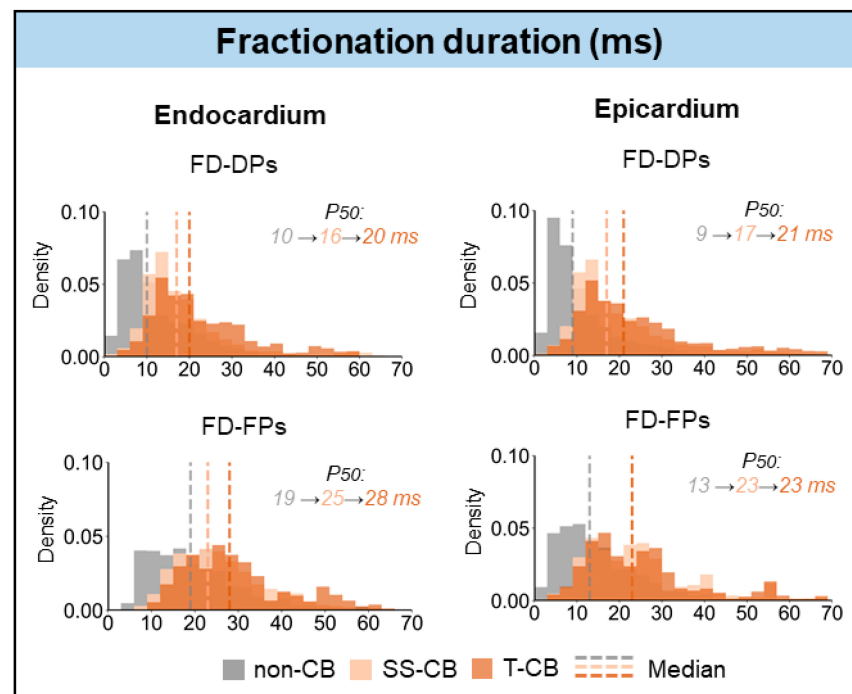 Fractionation duration (ms)
Endocardium
FD-DPs
P50:
10→16→20 ms
0.10
0.05
0.00
Density
0 10 20 30 40 50 60 70
Epicardium
FD-DPs
P50:
9→17→21 ms
0.10
0.05
0.00
Density
0 10 20 30 40 50 60 70
FD-FPs
P50:
19→25→28 ms
0.10
0.05
0.00
Density
0 10 20 30 40 50 60 70
FD-FPs
P50:
13→23→23 ms
0.10
0.05
0.00
Density
0 10 20 30 40 50 60 70
non-CB SS-CB T-CB Median